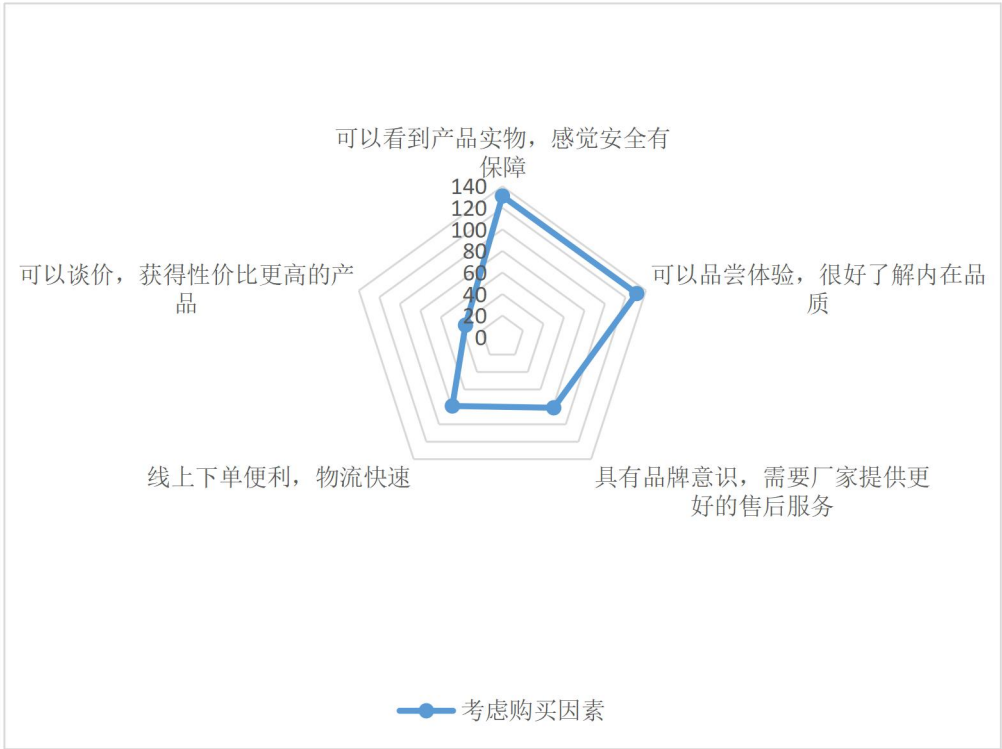 可以看到产品实物，感觉安全有
保障
140
120
100
80
60
40
20
0
可以谈价，获得性价比更高的产
品
可以品尝体验，很好了解内在品
质
线上下单便利，物流快速
具有品牌意识，需要厂家提供更
好的售后服务
考虑购买因素